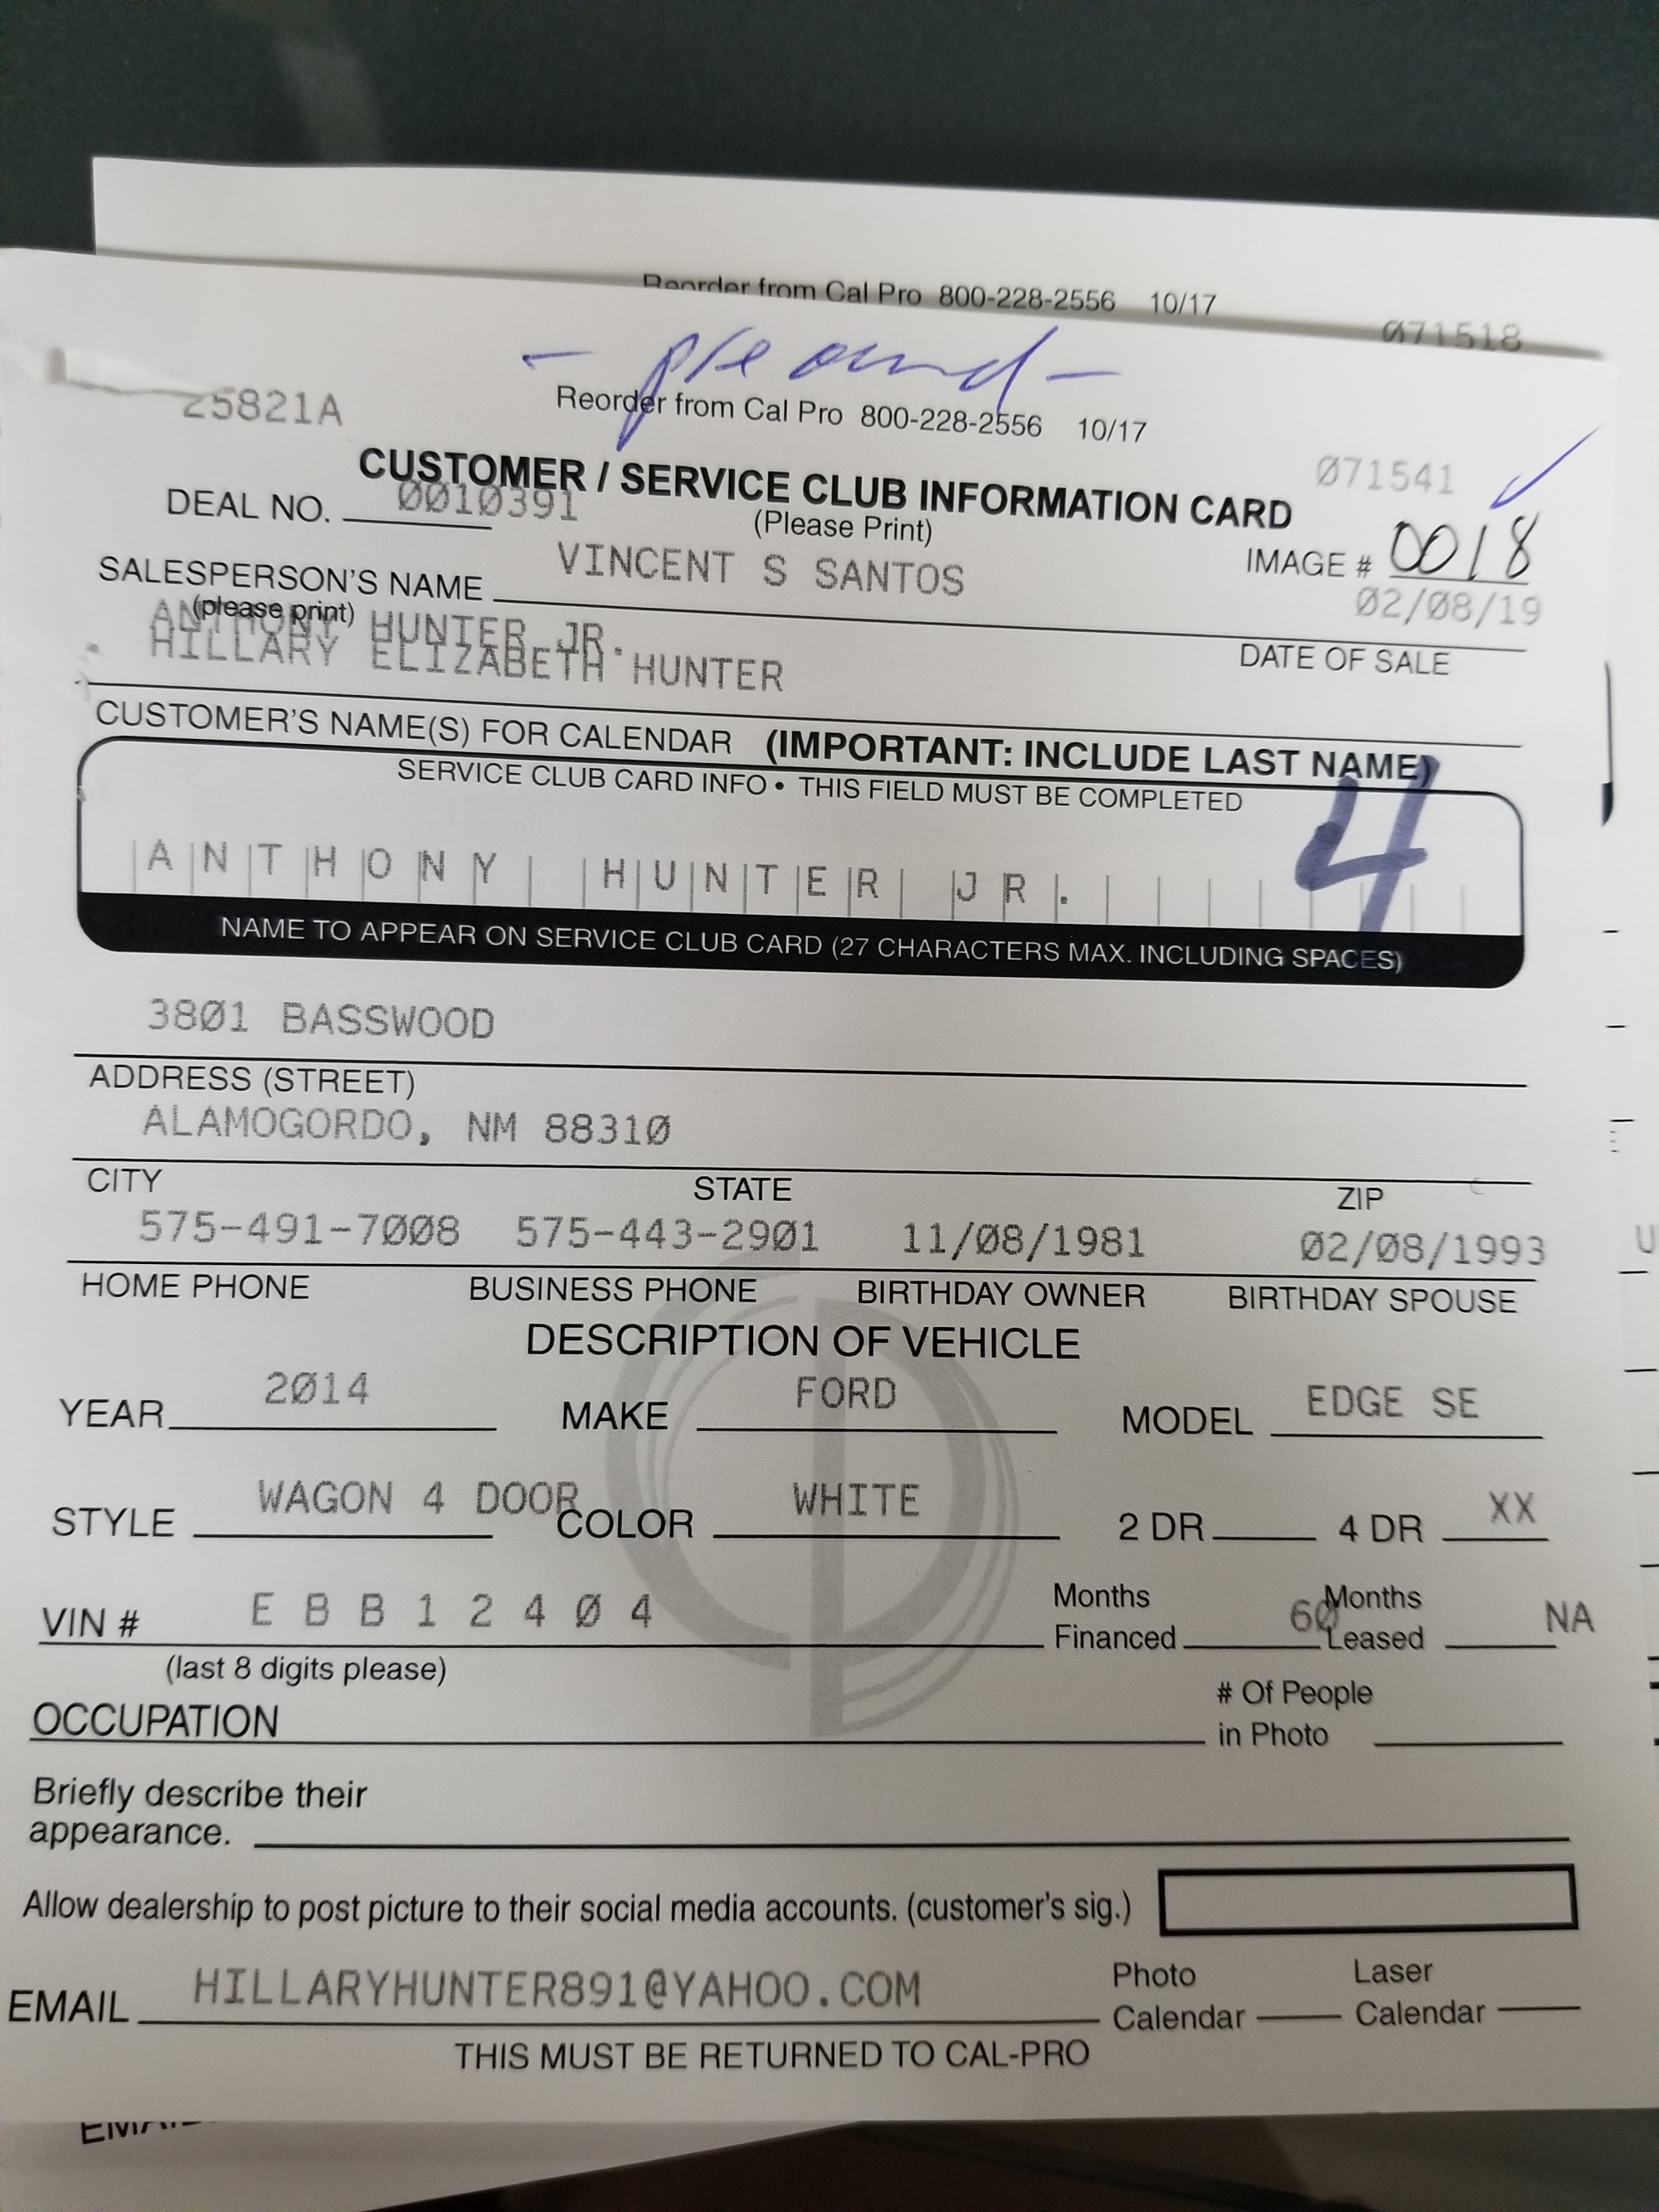 Reorder from Cal Pro 800-228-2556 10/17
071518
- pre ownd -
25821A
Reorder from Cal Pro 800-228-2556 10/17
071541
CUSTOMER / SERVICE CLUB INFORMATION CARD
DEAL NO. 0010391
(Please Print)
IMAGE # 0018
SALESPERSON'S NAME VINCENT S SANTOS
(please print)
02/08/19
ANTHONY HUNTER JR.
DATE OF SALE
HILLARY ELIZABETH HUNTER
CUSTOMER'S NAME(S) FOR CALENDAR (IMPORTANT: INCLUDE LAST NAME)
SERVICE CLUB CARD INFO • THIS FIELD MUST BE COMPLETED
4
ANTHONY HUNTER JR.
NAME TO APPEAR ON SERVICE CLUB CARD (27 CHARACTERS MAX. INCLUDING SPACES)
3801 BASSWOOD
ADDRESS (STREET)
ALAMOGORDO, NM 88310
CITY STATE ZIP
575-491-7008 575-443-2901 11/08/1981 02/08/1993
HOME PHONE BUSINESS PHONE BIRTHDAY OWNER BIRTHDAY SPOUSE
DESCRIPTION OF VEHICLE
YEAR 2014 MAKE FORD MODEL EDGE SE
STYLE WAGON 4 DOOR COLOR WHITE 2 DR 4 DR XX
VIN # E B B 1 2 4 0 4 Months Financed 60 Months Leased NA
(last 8 digits please)
OCCUPATION # Of People in Photo
Briefly describe their
appearance.
Allow dealership to post picture to their social media accounts. (customer's sig.)
EMAIL HILLARYHUNTER891@YAHOO.COM Photo Calendar Laser Calendar
THIS MUST BE RETURNED TO CAL-PRO
EMAIL